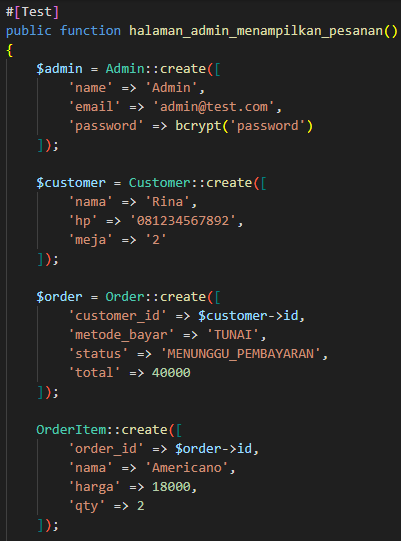 #[Test]
public function halaman_admin_menampilkan_pesanan()
{
    $admin = Admin::create([
        'name' => 'Admin',
        'email' => 'admin@test.com',
        'password' => bcrypt('password')
    ]);

    $customer = Customer::create([
        'nama' => 'Rina',
        'hp' => '081234567892',
        'meja' => '2'
    ]);

    $order = Order::create([
        'customer_id' => $customer->id,
        'metode_bayar' => 'TUNAI',
        'status' => 'MENUNGGU_PEMBAYARAN',
        'total' => 40000
    ]);

    OrderItem::create([
        'order_id' => $order->id,
        'nama' => 'Americano',
        'harga' => 18000,
        'qty' => 2
    ]);